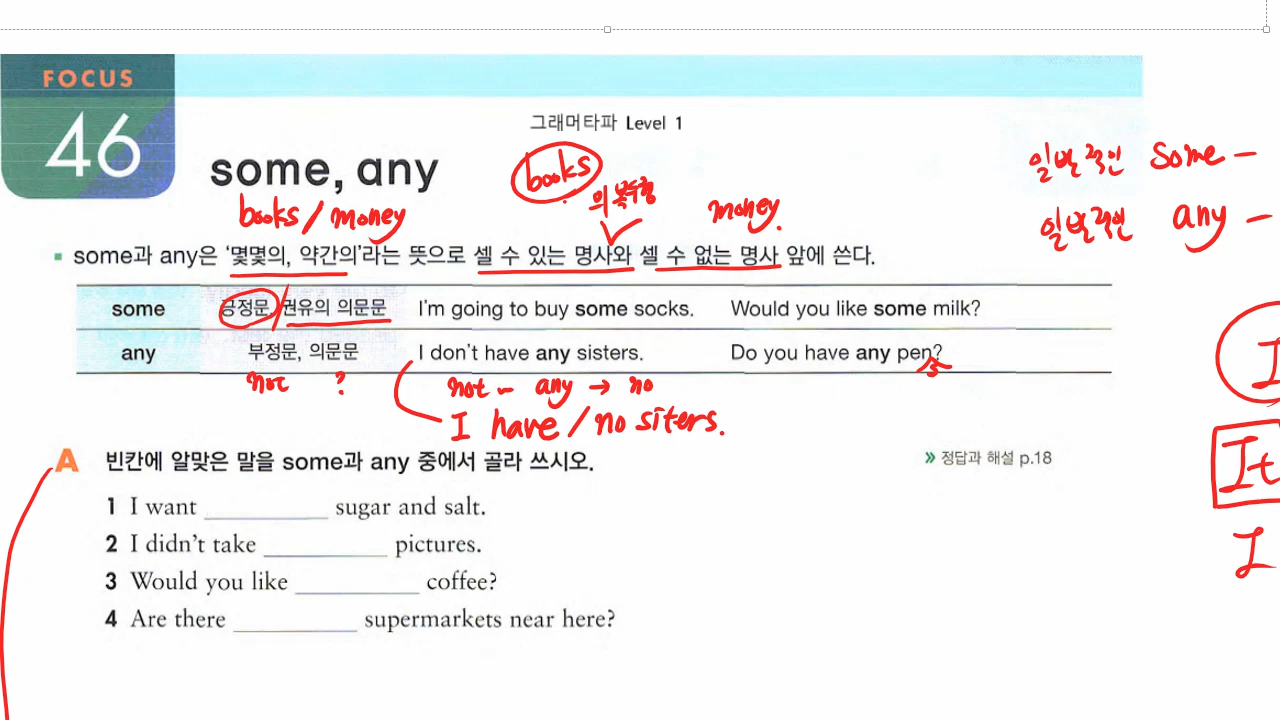 FOCUS
46
그래머타파 Level 1
some, any
books
의 복수형
books / money
money
일반적인 some –
일반적인 any –
some과 any은 ‘몇몇의, 약간의’라는 뜻으로 셀 수 있는 명사와 셀 수 없는 명사 앞에 쓴다.
some 긍정문, 권유의 의문문 I’m going to buy some socks. Would you like some milk?
any 부정문, 의문문 I don’t have any sisters. Do you have any pen?
not ? not – any → no
I have / no siters.
I
A 빈칸에 알맞은 말을 some과 any 중에서 골라 쓰시오.
» 정답과 해설 p.18
It
1 I want ____ sugar and salt.
2 I didn’t take ____ pictures.
I
3 Would you like ____ coffee?
4 Are there ____ supermarkets near here?